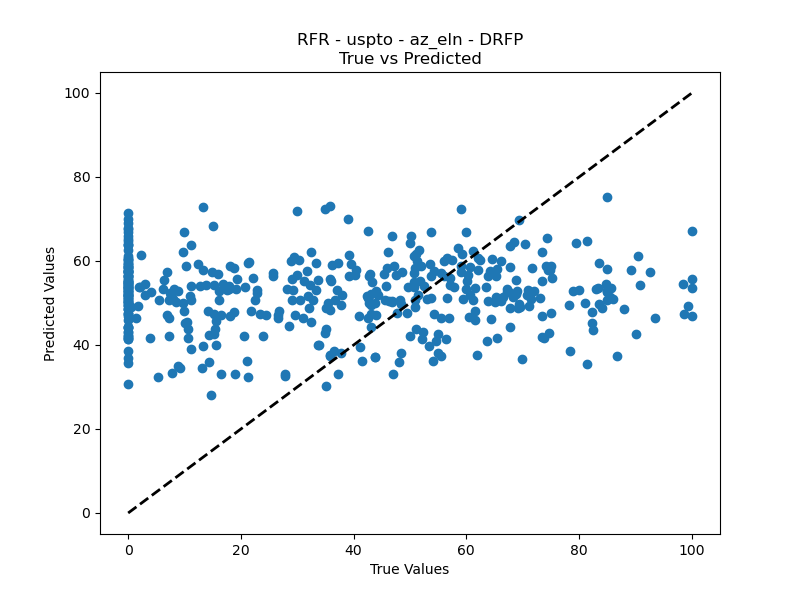 RFR - uspto - az_eln - DRFP
True vs Predicted
100
80
60
40
20
0
Predicted Values
0 20 40 60 80 100
True Values